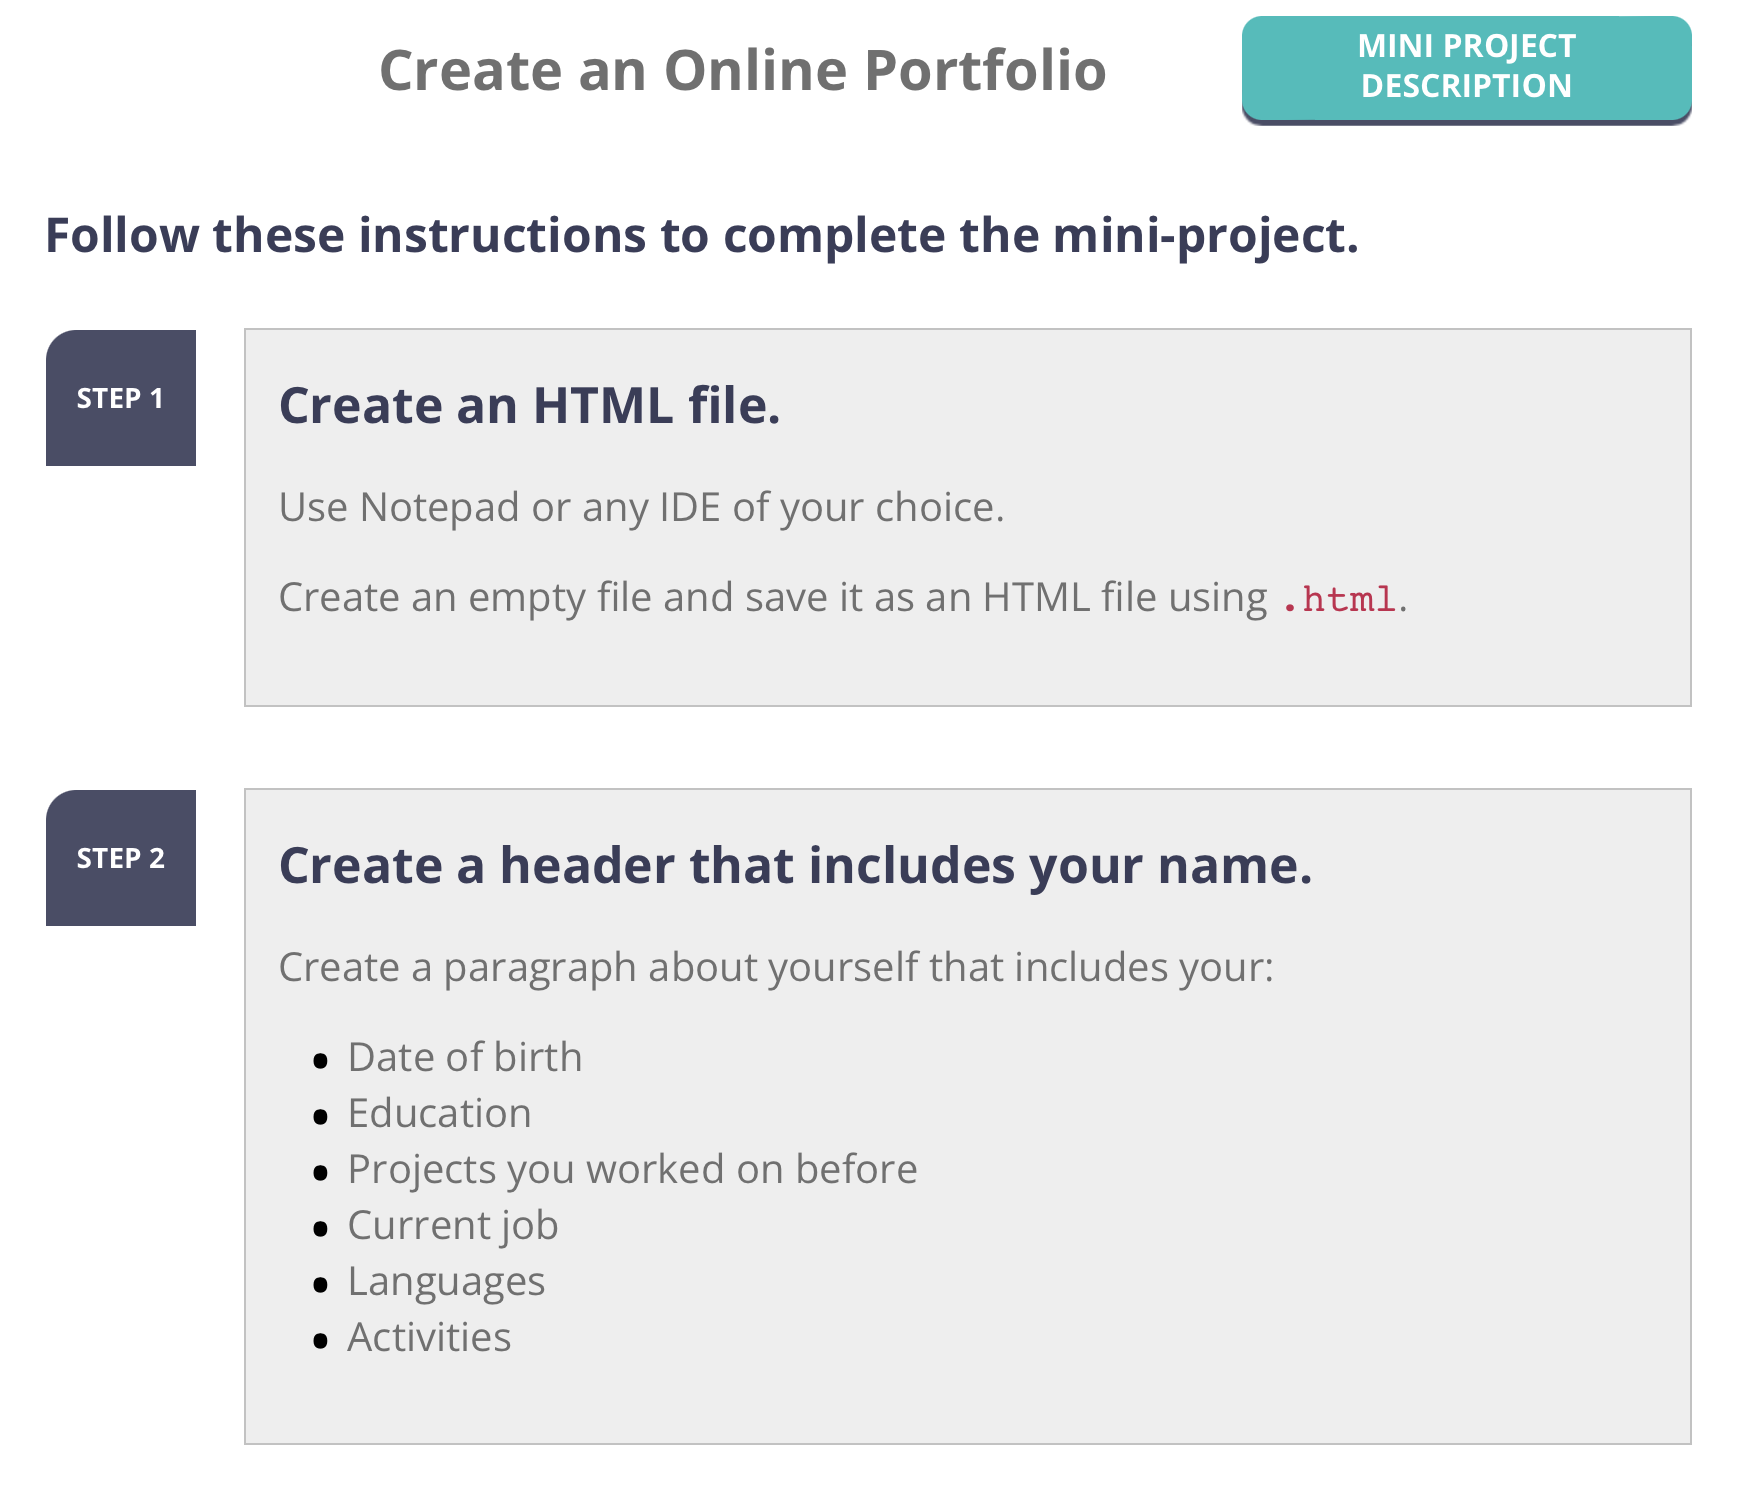 Create an Online Portfolio
MINI PROJECT
DESCRIPTION
Follow these instructions to complete the mini-project.
STEP 1
Create an HTML file.
Use Notepad or any IDE of your choice.
Create an empty file and save it as an HTML file using .html.
STEP 2
Create a header that includes your name.
Create a paragraph about yourself that includes your:
• Date of birth
• Education
• Projects you worked on before
• Current job
• Languages
• Activities